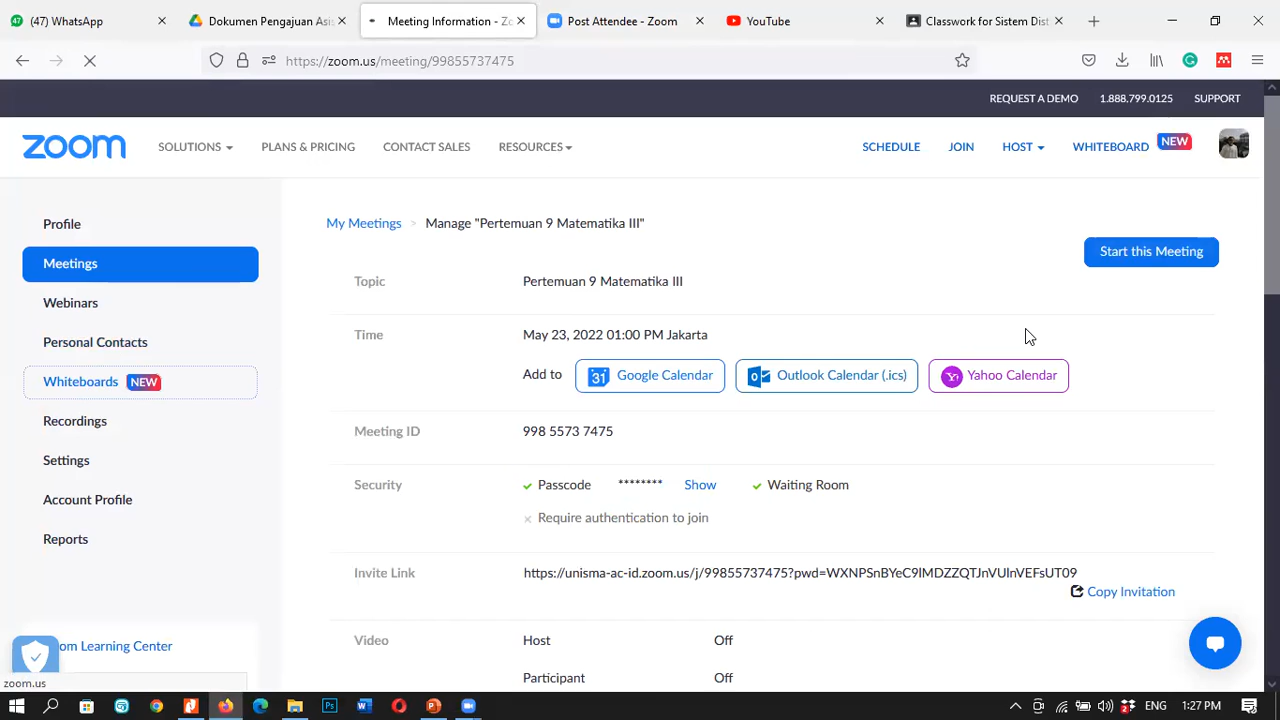 (47) WhatsApp
Dokumen Pengajuan Asis
Meeting Information - Zo
Post Attendee - Zoom
YouTube
Classwork for Sistem Dist
https://zoom.us/meeting/99855737475
REQUEST A DEMO 1.888.799.0125 SUPPORT
zoom SOLUTIONS PLANS & PRICING CONTACT SALES RESOURCES SCHEDULE JOIN HOST WHITEBOARD NEW
Profile
Meetings
Webinars
Personal Contacts
Whiteboards NEW
Recordings
Settings
Account Profile
Reports
om Learning Center
My Meetings > Manage "Pertemuan 9 Matematika III"
Start this Meeting
Topic Pertemuan 9 Matematika III
Time May 23, 2022 01:00 PM Jakarta
Add to 31 Google Calendar Outlook Calendar (.ics) Yahoo Calendar
Meeting ID 998 5573 7475
Security Passcode ******** Show Waiting Room
Require authentication to join
Invite Link https://unisma-ac-id.zoom.us/j/99855737475?pwd=WXNPSnBYeC9lMDZZQTJnVUlnVEFsUT09
Copy Invitation
Video Host Off
Participant Off
zoom.us
ENG 1:27 PM